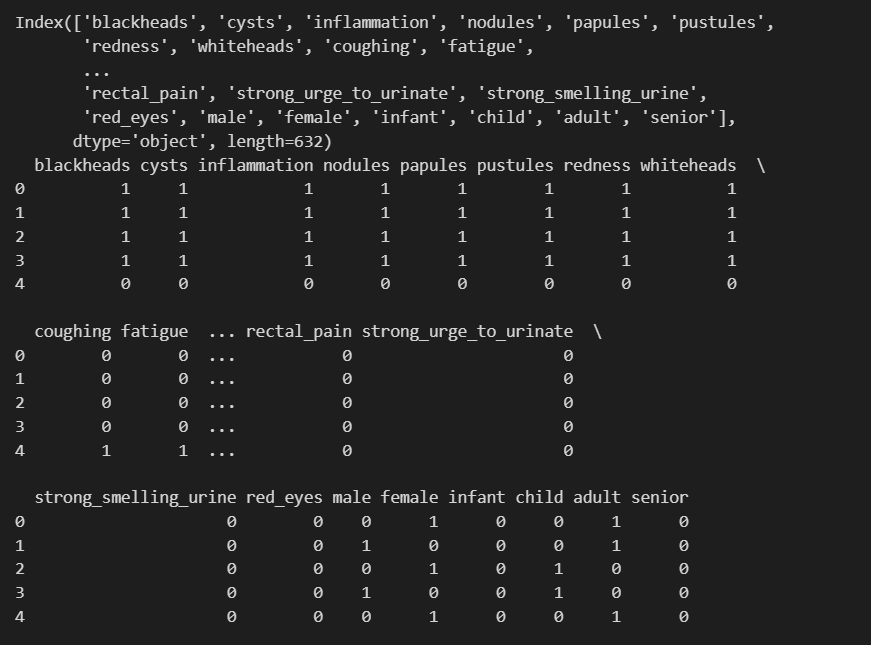 Index(['blackheads', 'cysts', 'inflammation', 'nodules', 'papules', 'pustules',
       'redness', 'whiteheads', 'coughing', 'fatigue',
       ...
       'rectal_pain', 'strong_urge_to_urinate', 'strong_smelling_urine',
       'red_eyes', 'male', 'female', 'infant', 'child', 'adult', 'senior'],
      dtype='object', length=632)
  blackheads cysts inflammation nodules papules pustules redness whiteheads  \
0          1     1            1       1       1        1       1          1
1          1     1            1       1       1        1       1          1
2          1     1            1       1       1        1       1          1
3          1     1            1       1       1        1       1          1
4          0     0            0       0       0        0       0          0

  coughing fatigue  ... rectal_pain strong_urge_to_urinate  \
0        0       0  ...           0                      0
1        0       0  ...           0                      0
2        0       0  ...           0                      0
3        0       0  ...           0                      0
4        1       1  ...           0                      0

  strong_smelling_urine red_eyes male female infant child adult senior
0                     0        0    0      1      0     0     1      0
1                     0        0    1      0      0     0     1      0
2                     0        0    0      1      0     1     0      0
3                     0        0    1      0      0     1     0      0
4                     0        0    0      1      0     0     1      0